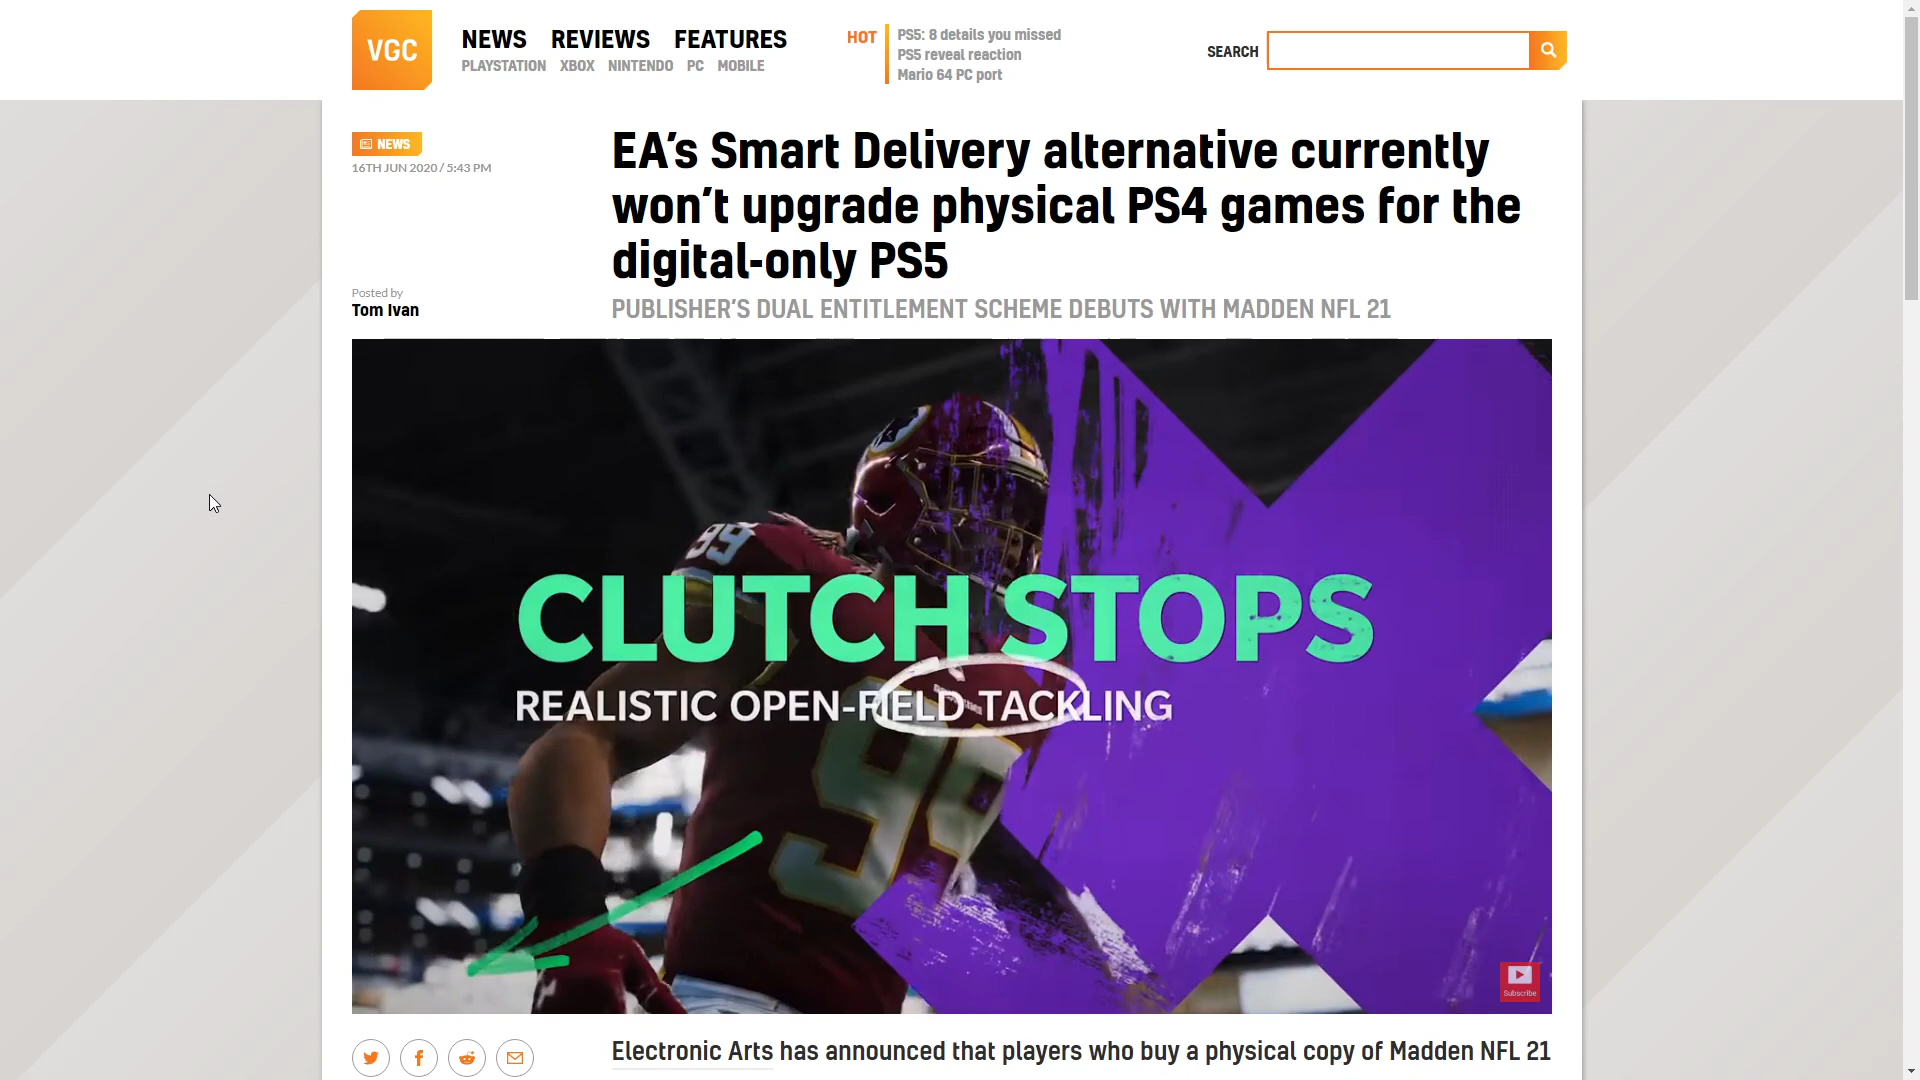 VGC
NEWS REVIEWS FEATURES
PLAYSTATION XBOX NINTENDO PC MOBILE
HOT
PS5: 8 details you missed
PS5 reveal reaction
Mario 64 PC port
SEARCH
NEWS
16TH JUN 2020 / 5:43 PM
Posted by
Tom Ivan
EA’s Smart Delivery alternative currently
won’t upgrade physical PS4 games for the
digital-only PS5
PUBLISHER’S DUAL ENTITLEMENT SCHEME DEBUTS WITH MADDEN NFL 21
99
CLUTCH STOPS
REALISTIC OPEN-FIELD TACKLING
99
Subscribe
Electronic Arts has announced that players who buy a physical copy of Madden NFL 21